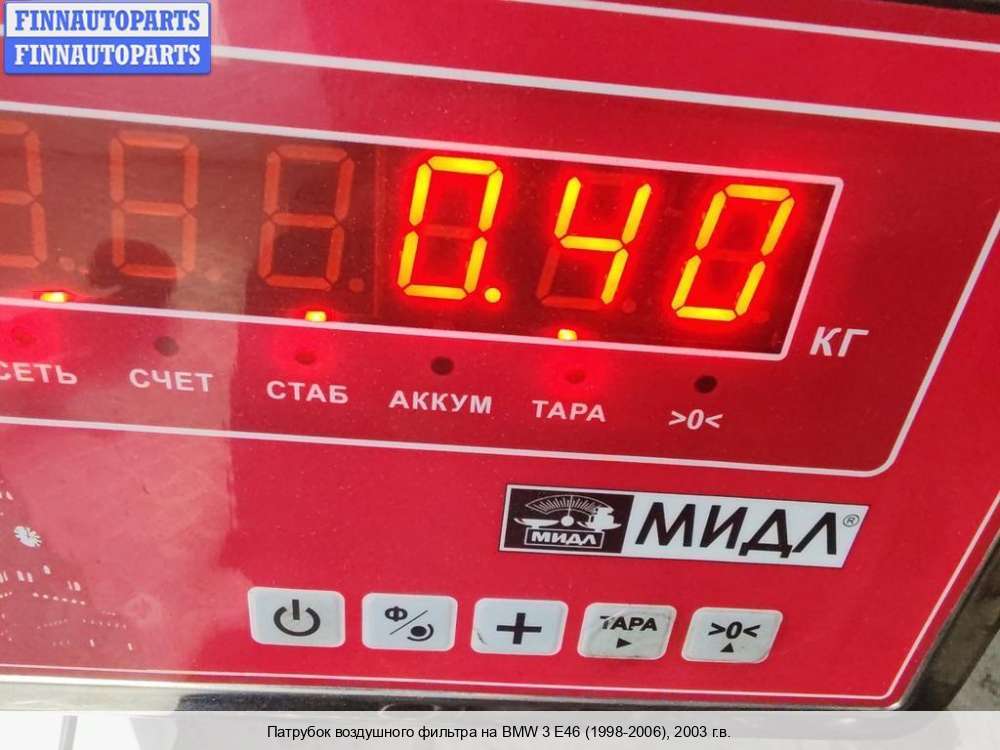 FINNAUTOPARTS
FINNAUTOPARTS
0.40
КГ
СЕТЬ СЧЕТ СТАБ АККУМ ТАРА >0<
МИДЛ МИДЛ®
Ф ТАРА >0<
Патрубок воздушного фильтра на BMW 3 E46 (1998-2006), 2003 г.в.